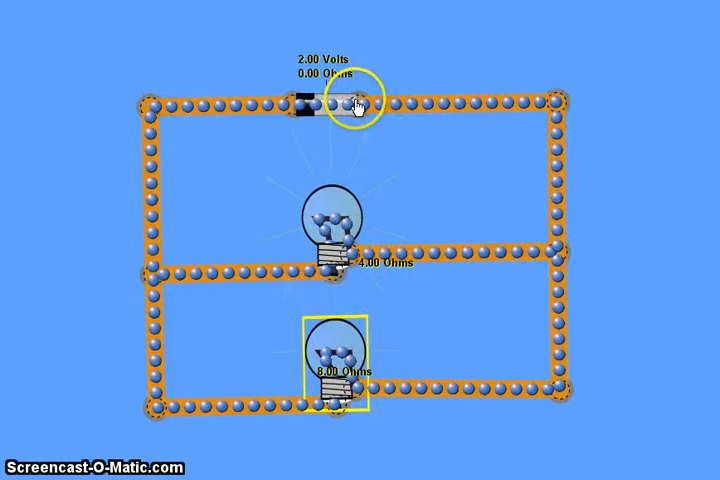 2.00 Volts
0.00 Ohms
4.00 Ohms
8.00 Ohms
Screencast-O-Matic.com